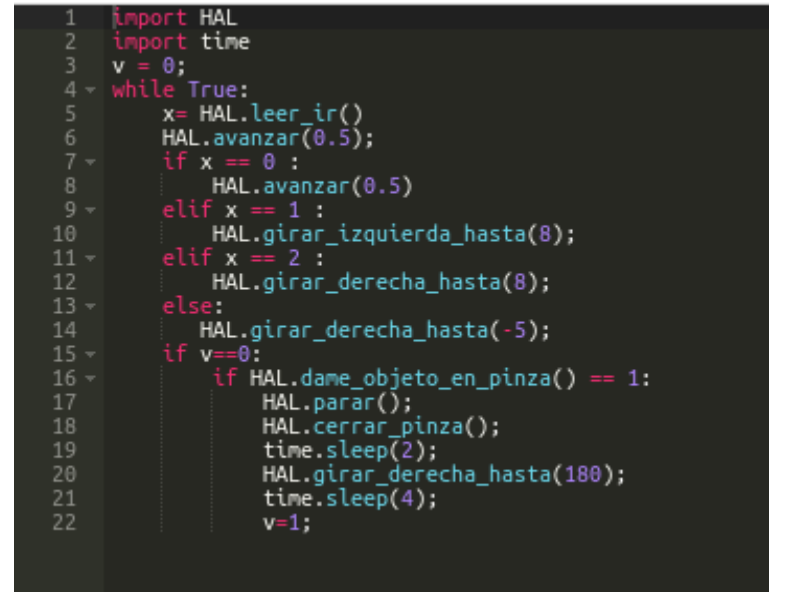 1 import HAL
2 import time
3 v = 0;
4 while True:
5 x= HAL.leer_ir()
6 HAL.avanzar(0.5);
7 if x == 0 :
8 HAL.avanzar(0.5)
9 elif x == 1 :
10 HAL.girar_izquierda_hasta(8);
11 elif x == 2 :
12 HAL.girar_derecha_hasta(8);
13 else:
14 HAL.girar_derecha_hasta(-5);
15 if v==0:
16 if HAL.dame_objeto_en_pinza() == 1:
17 HAL.parar();
18 HAL.cerrar_pinza();
19 time.sleep(2);
20 HAL.girar_derecha_hasta(180);
21 time.sleep(4);
22 v=1;